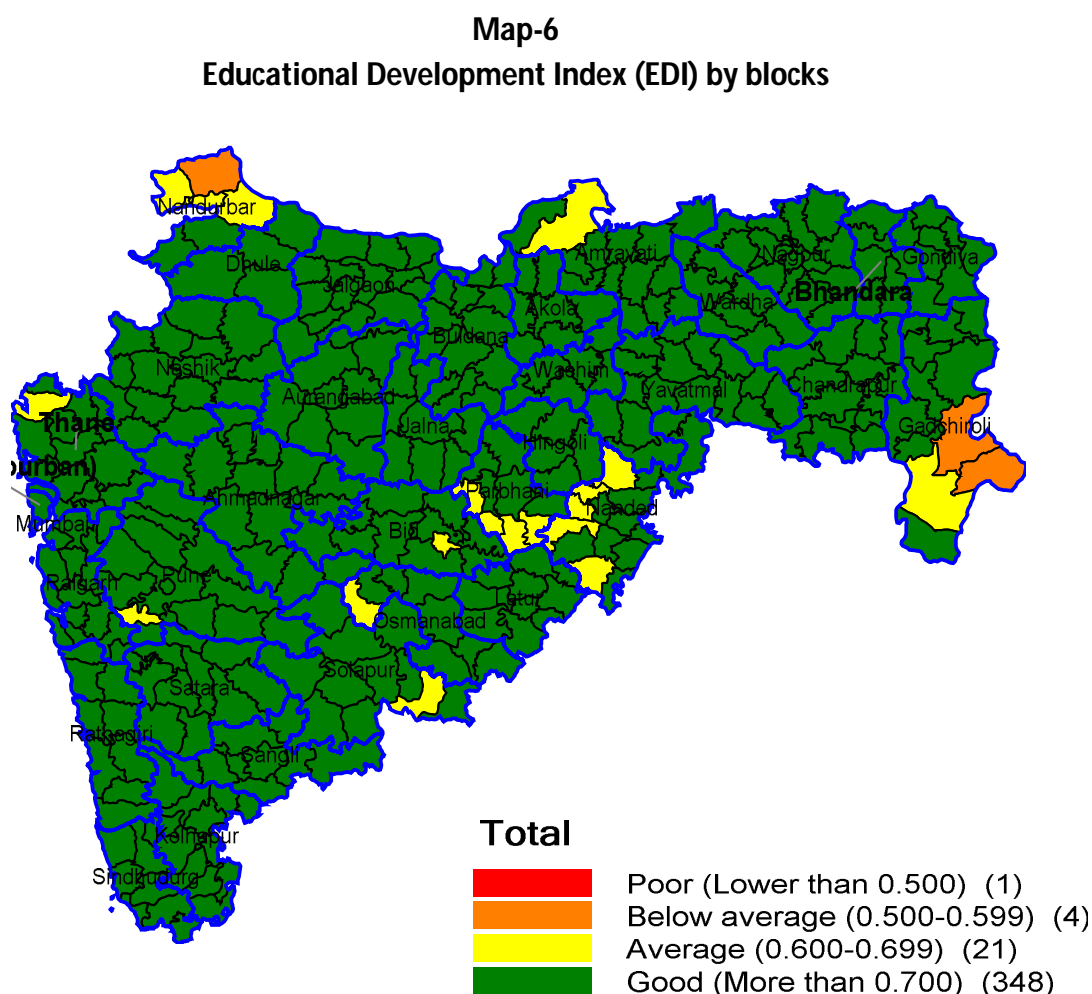 Map-6
Educational Development Index (EDI) by blocks
Nandurbar
Dhule
Jalgaon
Amravati
Nagpur
Gondiya
Bhandara
Wardha
Akola
Buldana
Nashik
Washim
Aurangabad
Yavatmal
Chandrapur
Thane
Jalna
Hingoli
Gadchiroli
burban)
Ahmadnagar
Parbhani
Nanded
Mumbai
Bid
Raigarh
Pune
Latur
Osmanabad
Solapur
Satara
Ratnagiri
Sangli
Kolhapur
Sindhudurg
Total
Poor (Lower than 0.500) (1)
Below average (0.500-0.599) (4)
Average (0.600-0.699) (21)
Good (More than 0.700) (348)